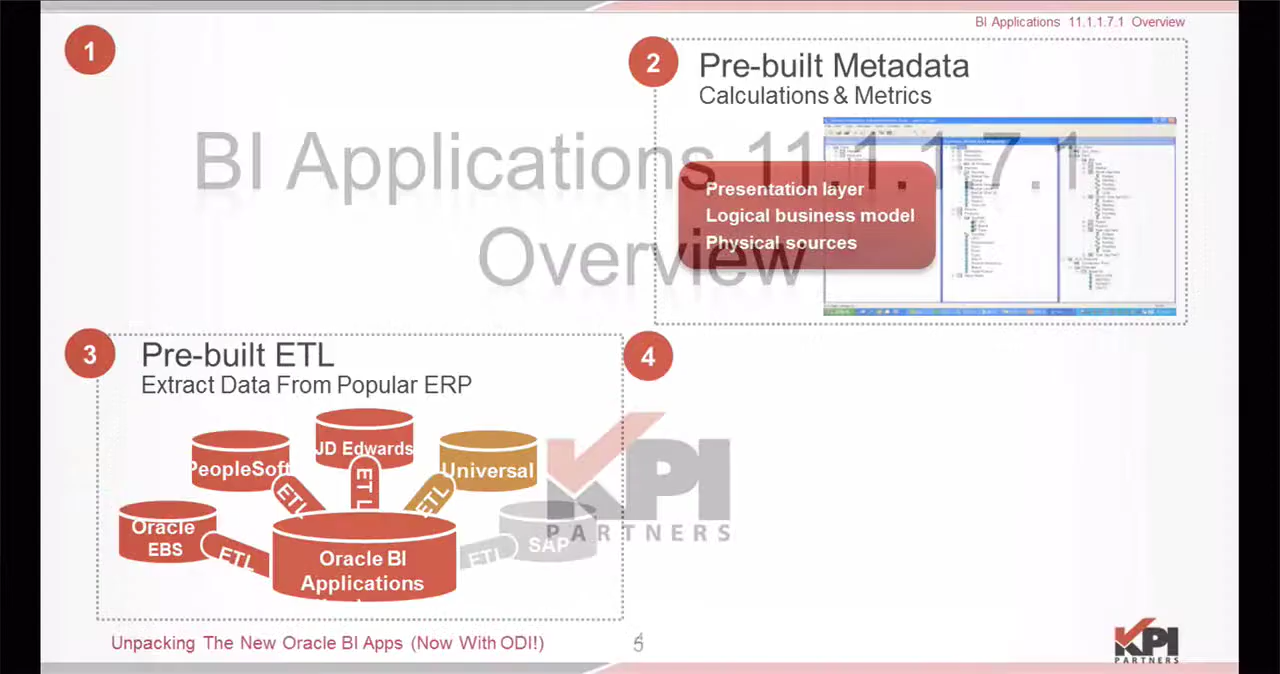 BI Applications 11.1.1.7.1 Overview
1
2
Pre-built Metadata
Calculations & Metrics
BI Applications 11.1.1.7.1
Overview
Presentation layer
Logical business model
Physical sources
3
Pre-built ETL
Extract Data From Popular ERP
4
JD Edwards
PeopleSoft
Universal
ETL
ETL
ETL
Oracle
EBS
ETL
Oracle BI
Applications
ETL
SAP
KPI
PARTNERS
Unpacking The New Oracle BI Apps (Now With ODI!)
KPI
PARTNERS